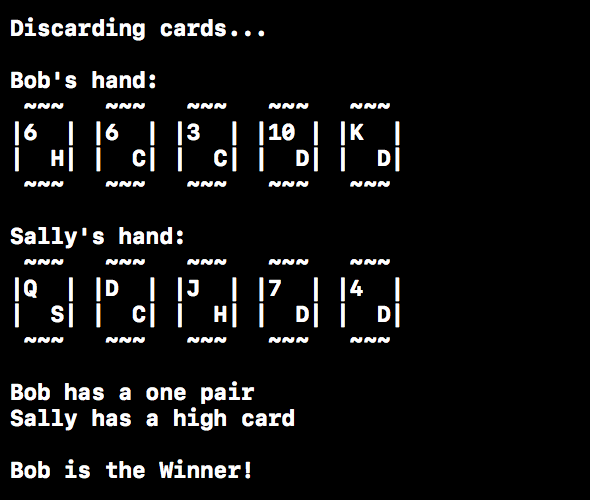 Discarding cards...
Bob's hand:
 ~~~   ~~~   ~~~   ~~~   ~~~
|6  | |6  | |3  | |10 | |K  |
|  H| |  C| |  C| |  D| |  D|
 ~~~   ~~~   ~~~   ~~~   ~~~
Sally's hand:
 ~~~   ~~~   ~~~   ~~~   ~~~
|Q  | |D  | |J  | |7  | |4  |
|  S| |  C| |  H| |  D| |  D|
 ~~~   ~~~   ~~~   ~~~   ~~~
Bob has a one pair
Sally has a high card
Bob is the Winner!